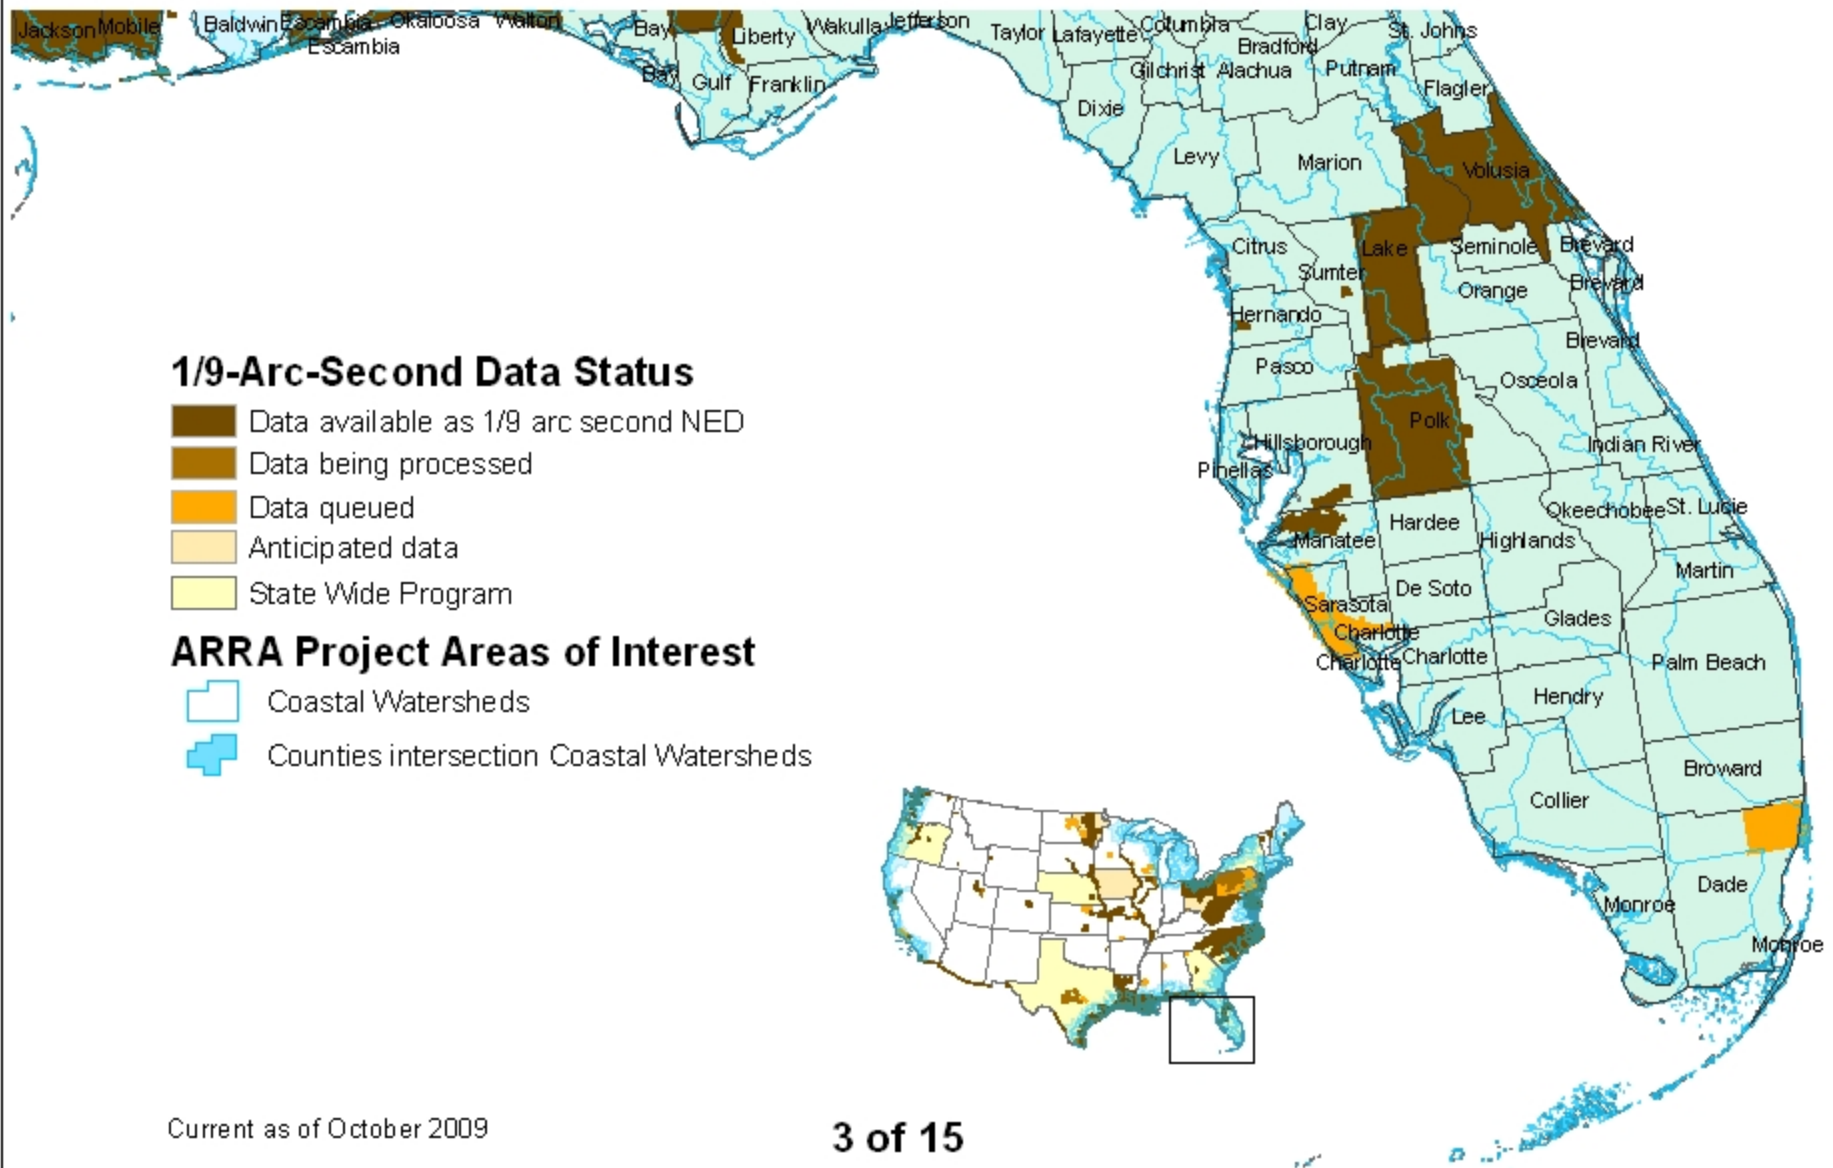 Jackson Mobile Baldwin Escambia Okaloosa Walton Bay Liberty Wakulla Jefferson Taylor Lafayette Columbia Clay St. Johns
Escambia Bradford
Bay Gulf Franklin Gilchrist Alachua Putnam Flagler
Dixie
Levy Marion Volusia
Citrus Lake Seminole Brevard
Sumter Orange Brevard
Hernando
Brevard
Pasco Osceola
Polk
Hillsborough Indian River
Pinellas
Hardee Okeechobee St. Lucie
Manatee Highlands
Martin
De Soto
Sarasota Glades
Charlotte
Charlotte Charlotte Palm Beach
Hendry
Lee
Broward
Collier
Dade
Monroe
Monroe
1/9-Arc-Second Data Status
Data available as 1/9 arc second NED
Data being processed
Data queued
Anticipated data
State Wide Program
ARRA Project Areas of Interest
Coastal Watersheds
Counties intersection Coastal Watersheds
Current as of October 2009
3 of 15